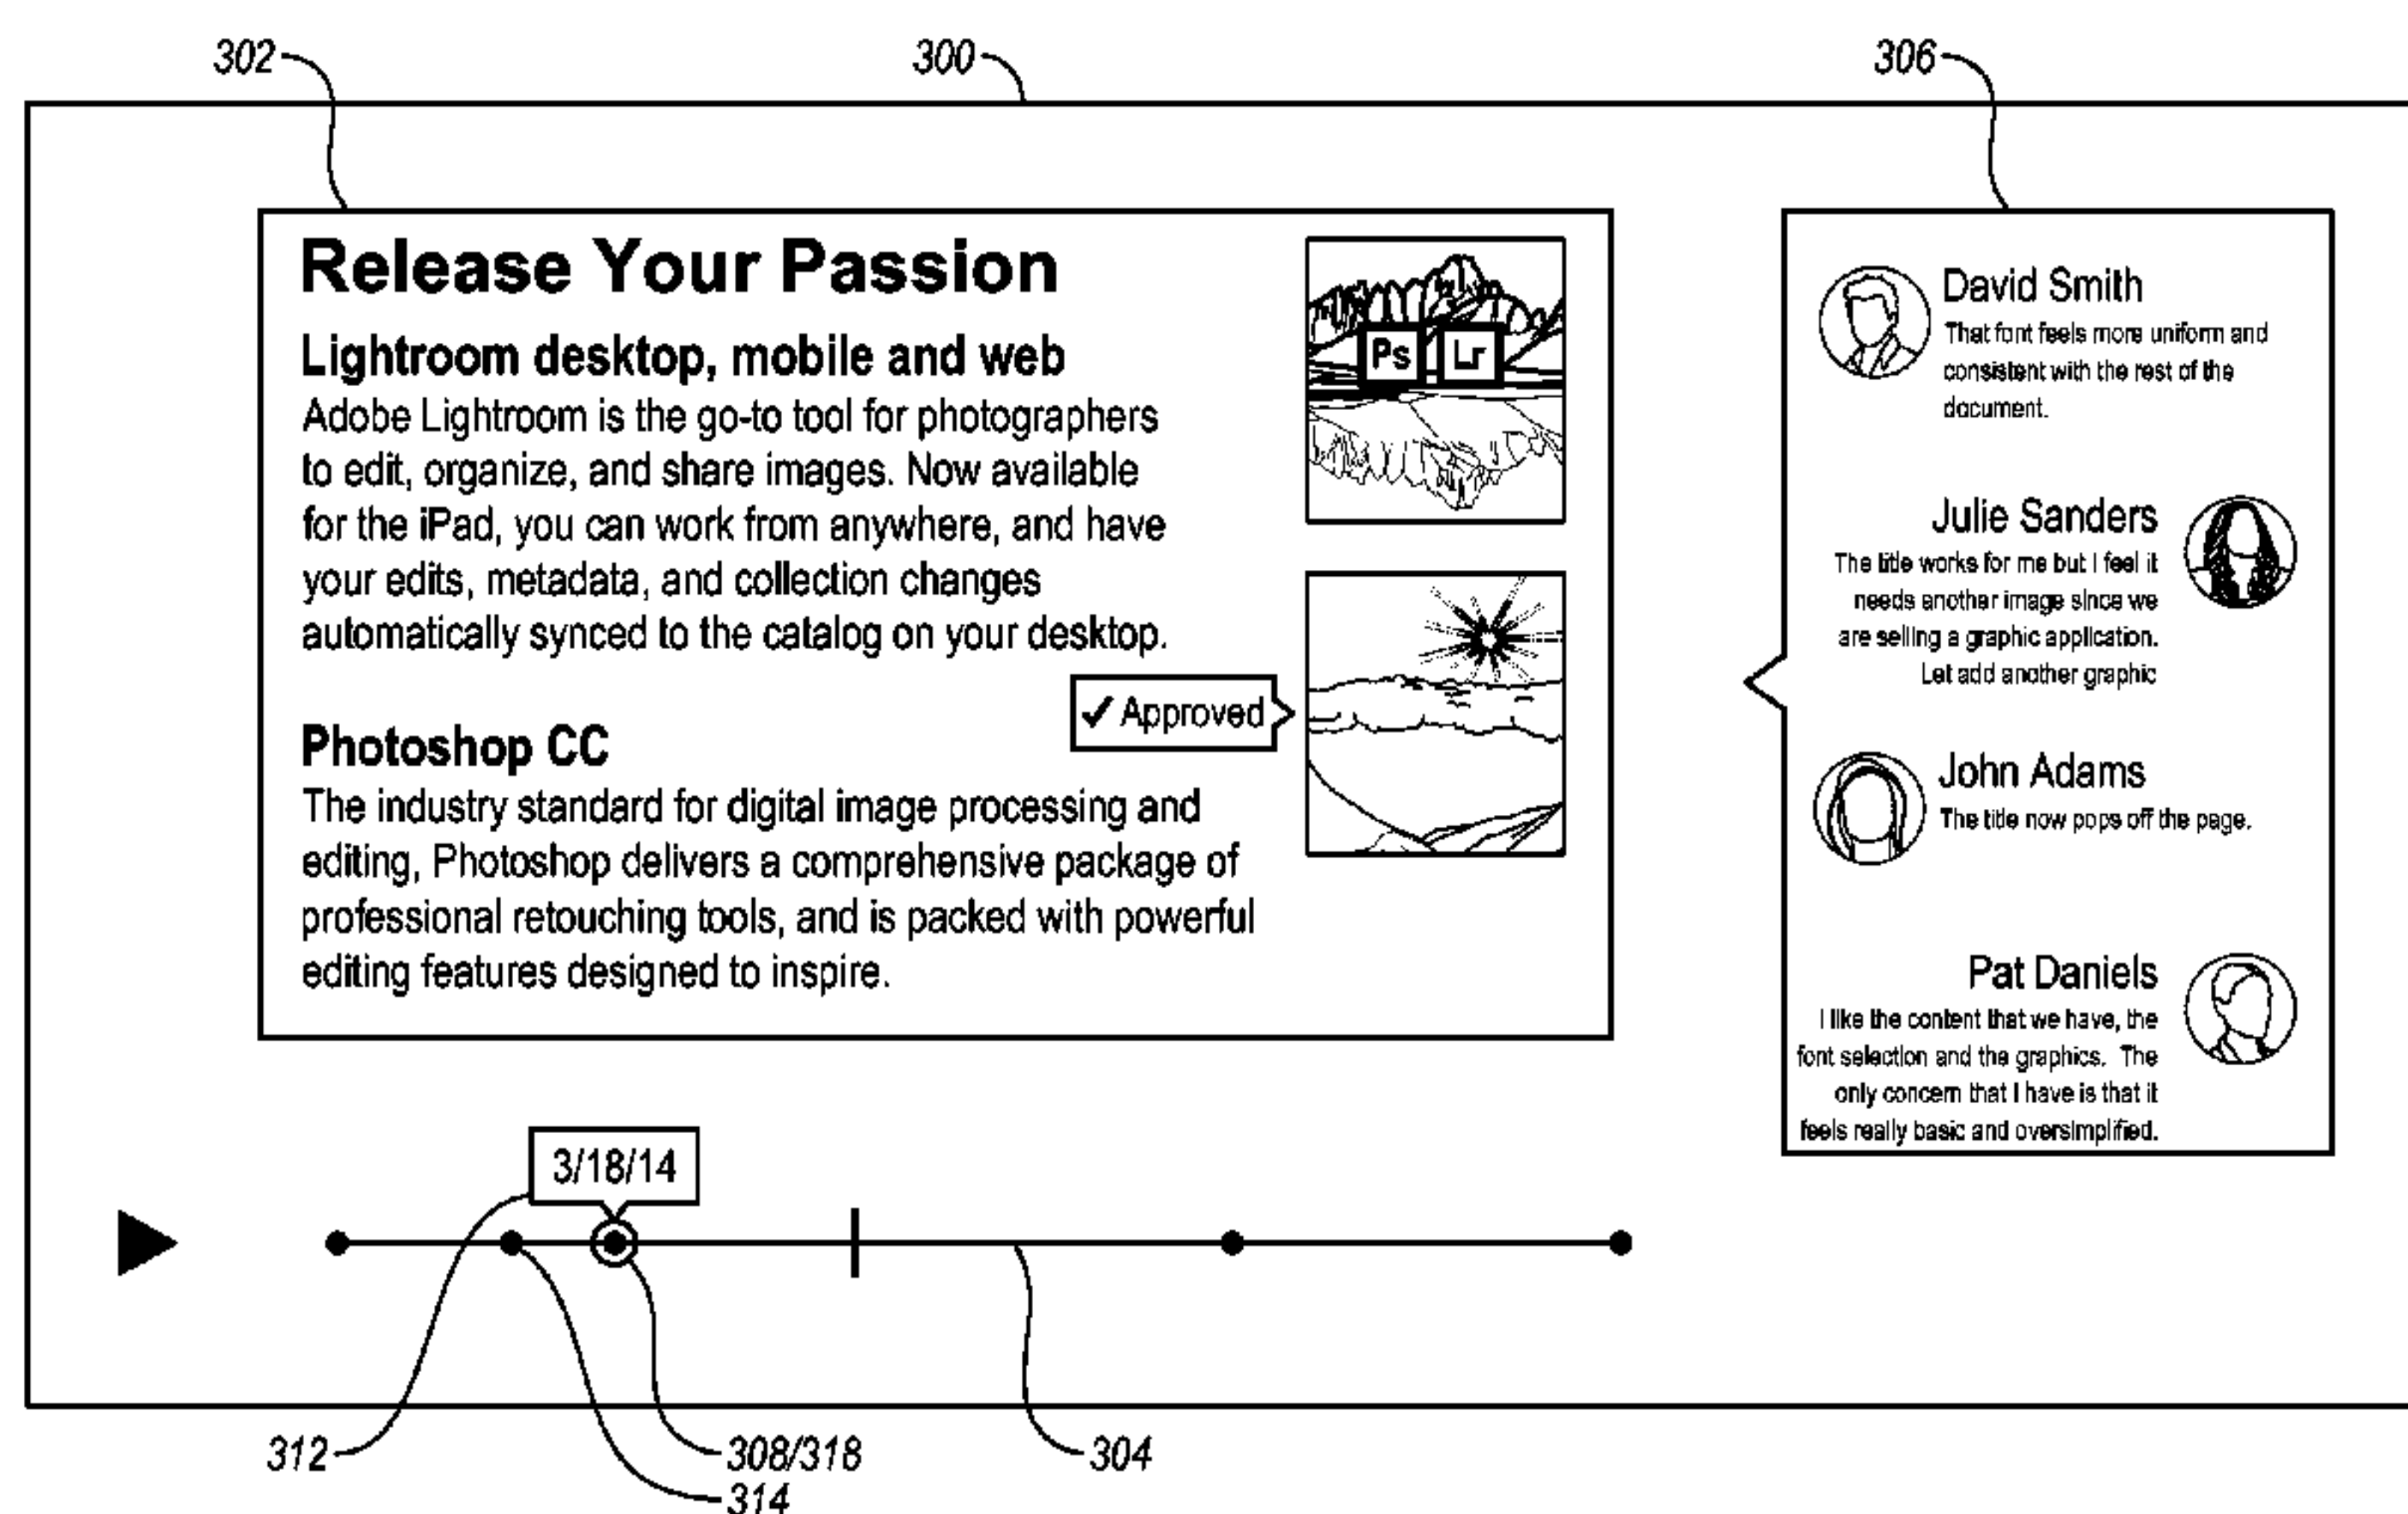 302
300
306
Release Your Passion
Lightroom desktop, mobile and web
Adobe Lightroom is the go-to tool for photographers
to edit, organize, and share images. Now available
for the iPad, you can work from anywhere, and have
your edits, metadata, and collection changes
automatically synced to the catalog on your desktop.
Ps Lr
✓ Approved
Photoshop CC
The industry standard for digital image processing and
editing, Photoshop delivers a comprehensive package of
professional retouching tools, and is packed with powerful
editing features designed to inspire.
David Smith
That font feels more uniform and
consistent with the rest of the
document.
Julie Sanders
The title works for me but I feel it
needs another image since we
are selling a graphic application.
Let add another graphic
John Adams
The title now pops off the page.
Pat Daniels
I like the content that we have, the
font selection and the graphics. The
only concern that I have is that it
feels really basic and oversimplified.
3/18/14
312
308/318
314
304